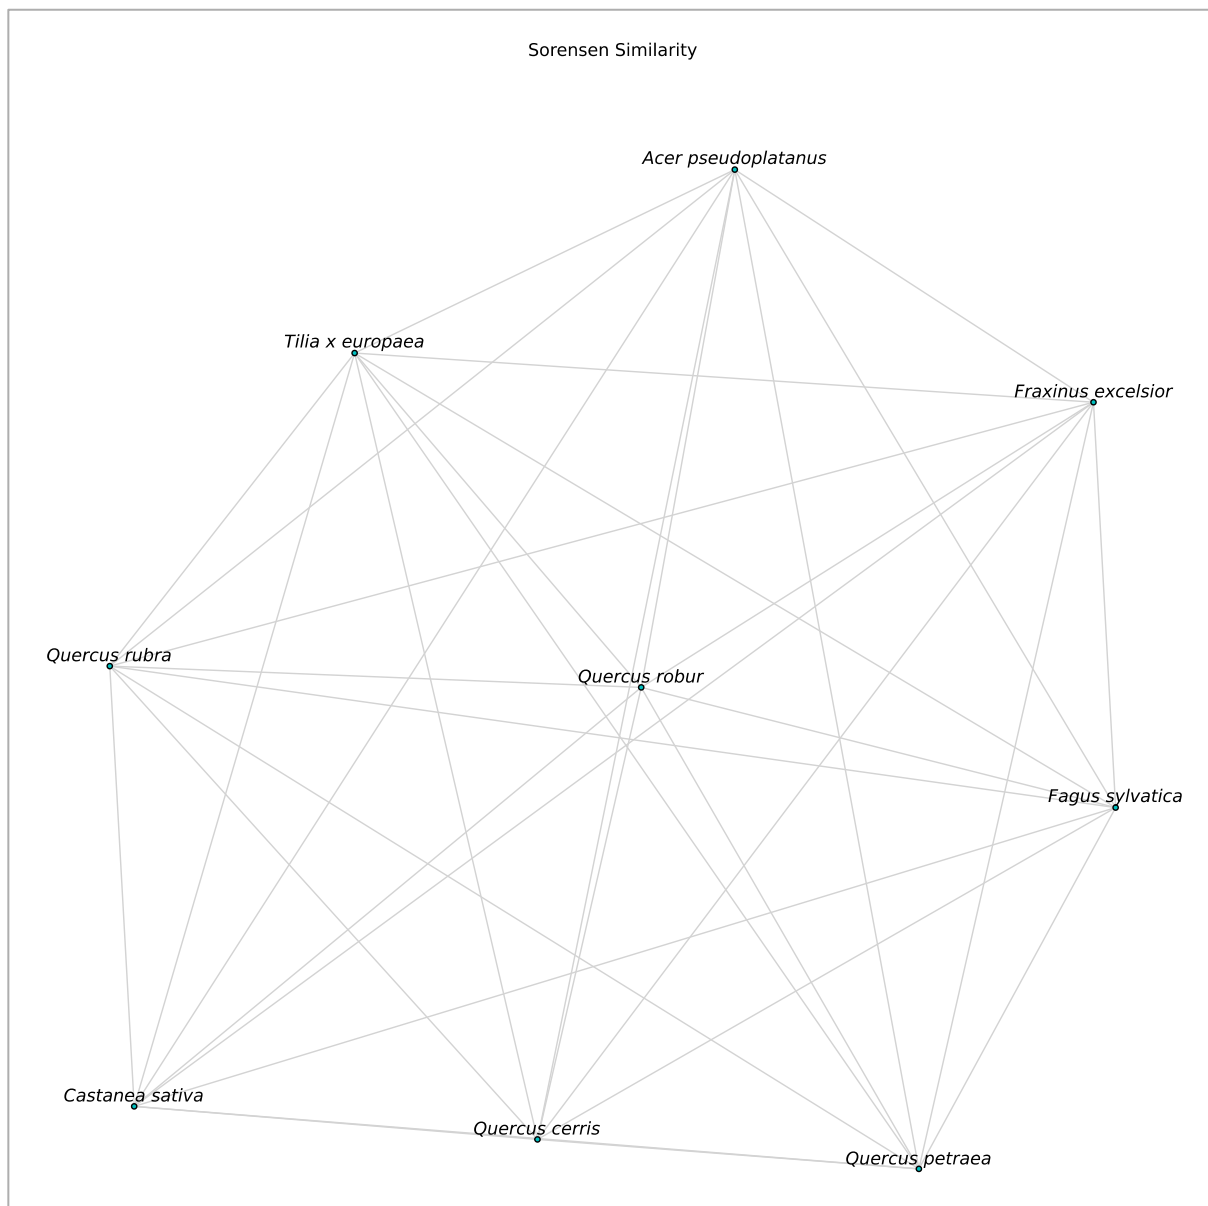 Sorensen Similarity
Acer pseudoplatanus
Tilia x europaea
Fraxinus excelsior
Quercus rubra
Quercus robur
Fagus sylvatica
Castanea sativa
Quercus cerris
Quercus petraea